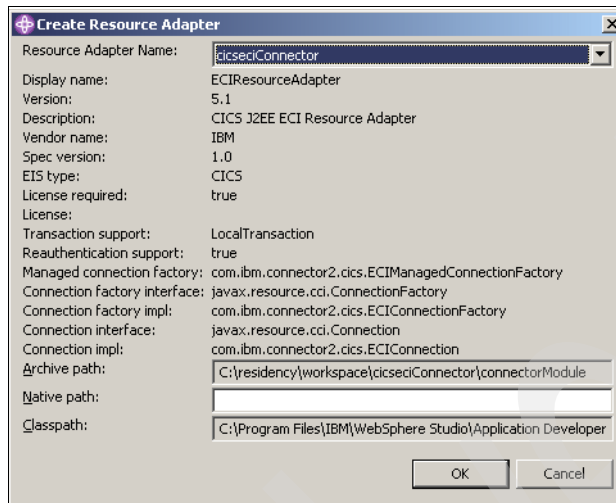 Create Resource Adapter
Resource Adapter Name: cicseciConnector
Display name: ECIResourceAdapter
Version: 5.1
Description: CICS J2EE ECI Resource Adapter
Vendor name: IBM
Spec version: 1.0
EIS type: CICS
License required: true
License:
Transaction support: LocalTransaction
Reauthentication support: true
Managed connection factory: com.ibm.connector2.cics.ECIManagedConnectionFactory
Connection factory interface: javax.resource.cci.ConnectionFactory
Connection factory impl: com.ibm.connector2.cics.ECIConnectionFactory
Connection interface: javax.resource.cci.Connection
Connection impl: com.ibm.connector2.cics.ECIConnection
Archive path: C:\residency\workspace\cicseciConnector\connectorModule
Native path:
Classpath: C:\Program Files\IBM\WebSphere Studio\Application Developer
OK Cancel